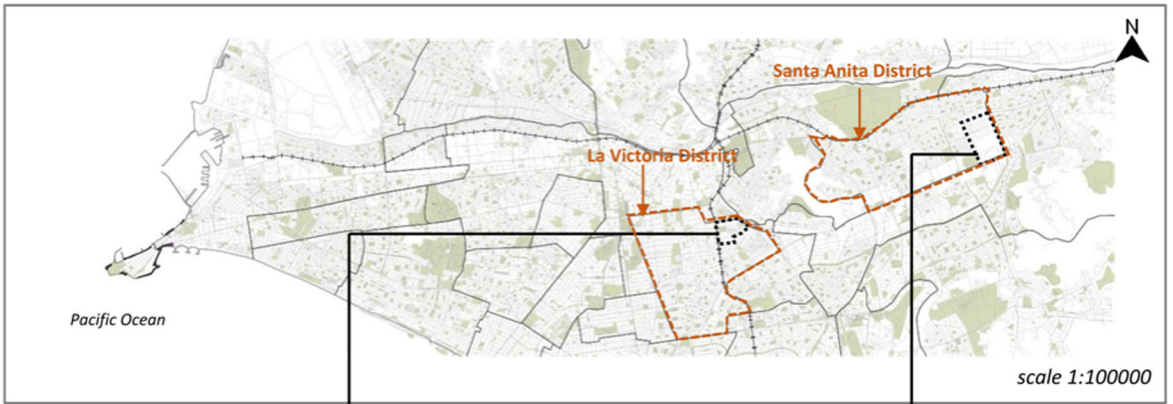 N
Santa Anita District
La Victoria District
Pacific Ocean
scale 1:100000